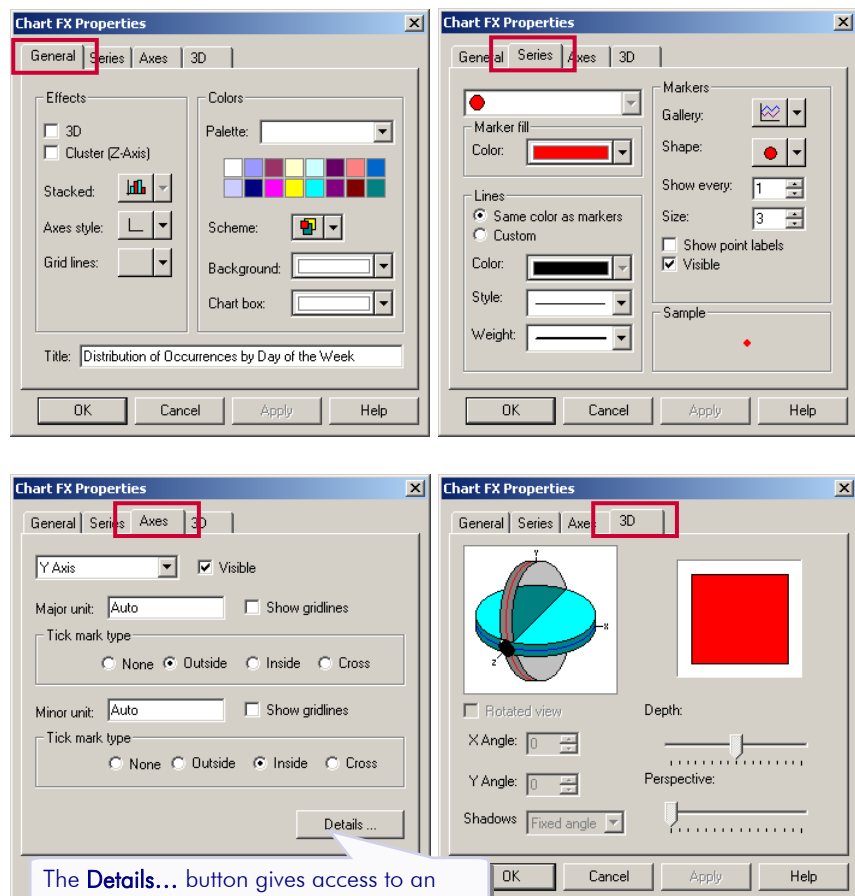 Chart FX Properties
General Series Axes 3D
Effects
3D
Cluster (Z-Axis)
Stacked:
Axes style:
Grid lines:
Colors
Palette:
Scheme:
Background:
Chart box:
Title: Distribution of Occurrences by Day of the Week
OK Cancel Apply Help
Chart FX Properties
General Series Axes 3D
Marker fill
Color:
Lines
Same color as markers
Custom
Color:
Style:
Weight:
Markers
Gallery:
Shape:
Show every: 1
Size: 3
Show point labels
Visible
Sample
OK Cancel Apply Help
Chart FX Properties
General Series Axes 3D
Y Axis Visible
Major unit: Auto Show gridlines
Tick mark type
None Outside Inside Cross
Minor unit: Auto Show gridlines
Tick mark type
None Outside Inside Cross
Details ...
The Details... button gives access to an
Chart FX Properties
General Series Axes 3D
Y
X
Z
Rotated view
X Angle: 0
Y Angle: 0
Shadows Fixed angle
Depth:
Perspective:
OK Cancel Apply Help